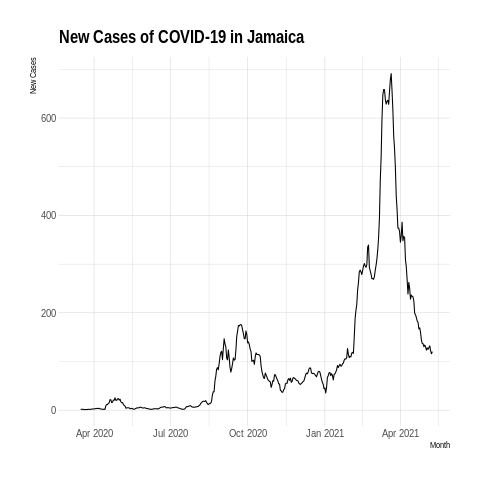 New Cases of COVID-19 in Jamaica
New Cases
600
400
200
0
Apr 2020 Jul 2020 Oct 2020 Jan 2021 Apr 2021
Month